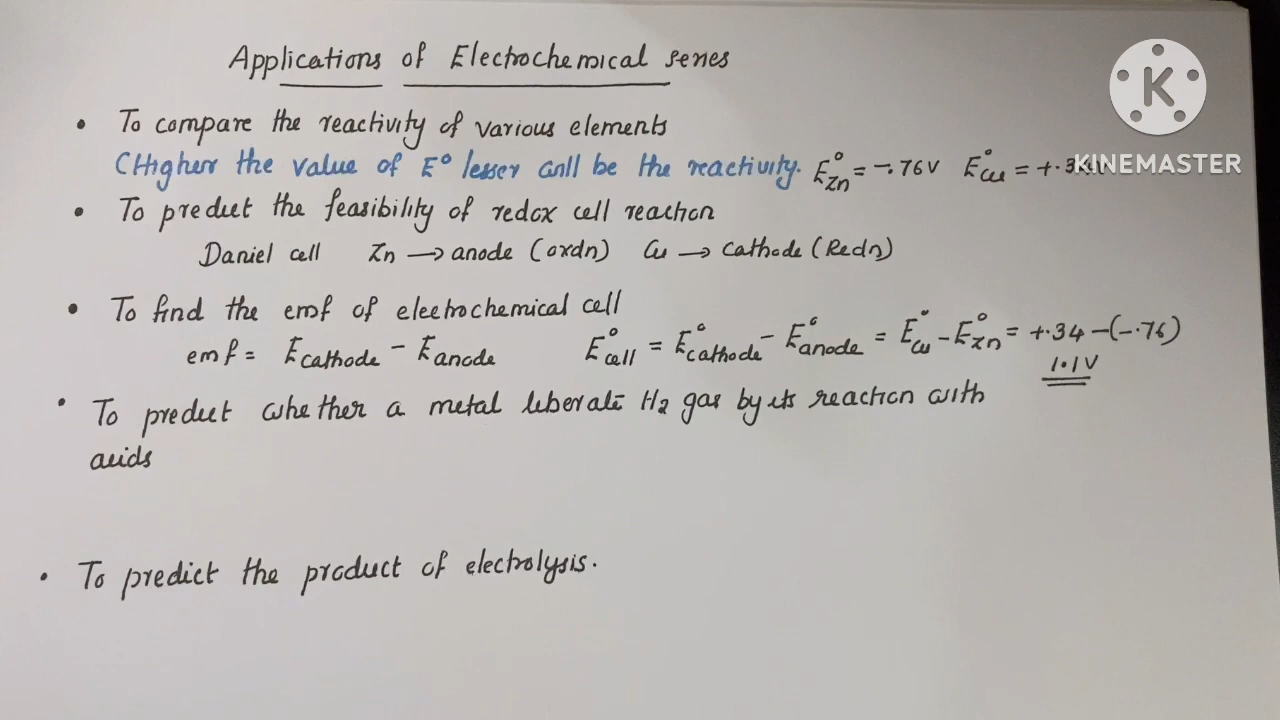 Applications of Electrochemical series
• To compare the reactivity of various elements
(Higher the value of E° lesser will be the reactivity. E°Zn = -.76V E°Cu = +.34V
K
KINEMASTER
• To predict the feasibility of redox cell reaction
Daniel cell Zn → anode (oxdn) Cu → cathode (Redn)
• To find the emf of electrochemical cell
emf = Ecathode - Eanode E°cell = E°cathode - E°anode = E°Cu - E°Zn = +.34 -(-.76)
1.1V
• To predict whether a metal liberate H₂ gas by its reaction with
acids
• To predict the product of electrolysis.